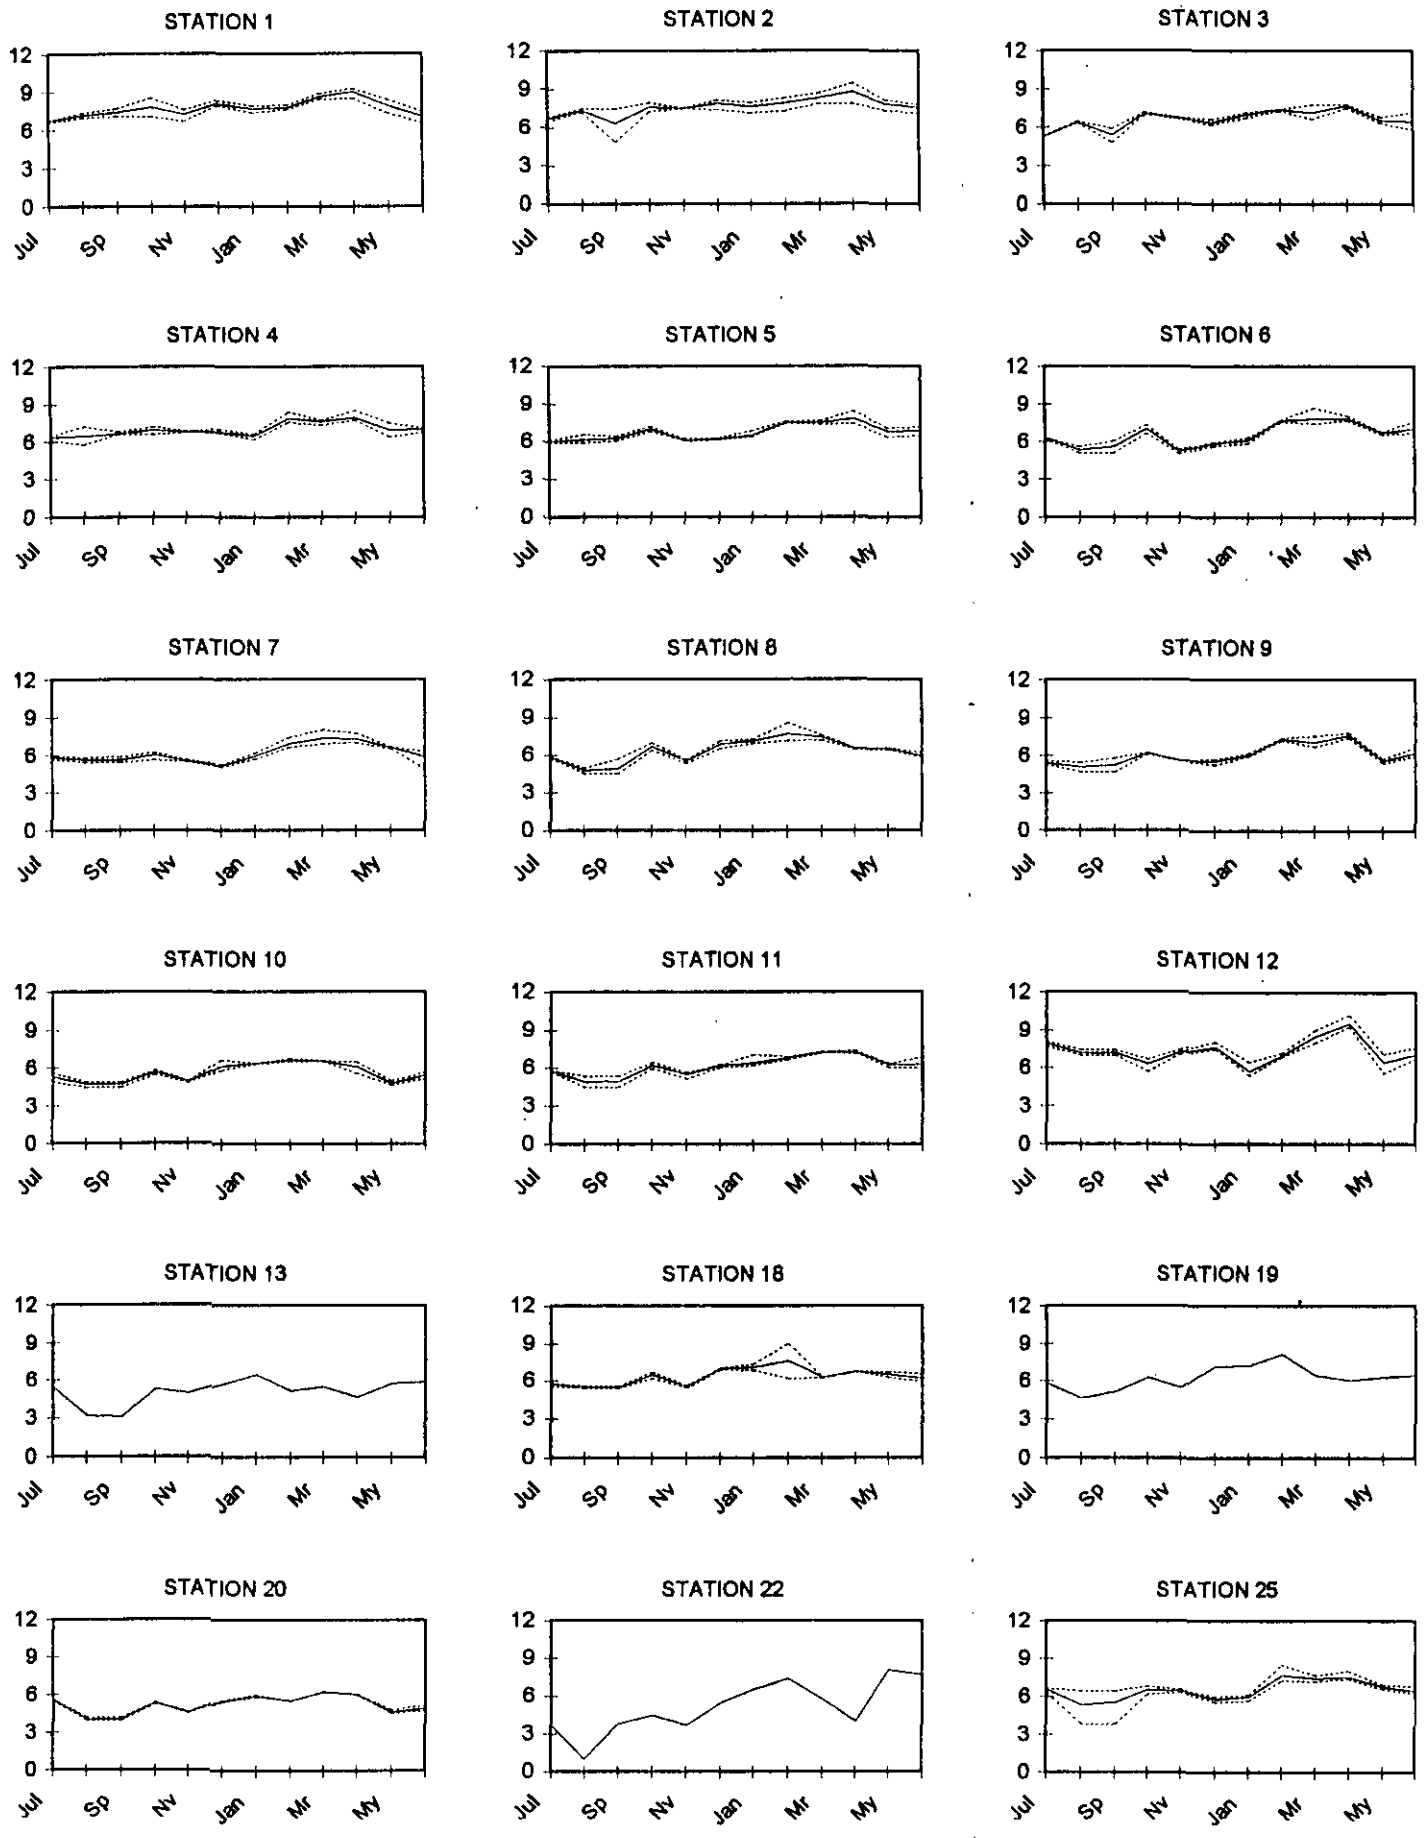 STATION 1
12
9
6
3
0
Jul Sp Nv Jan Mr My
STATION 2
12
9
6
3
0
Jul Sp Nv Jan Mr My
STATION 3
12
9
6
3
0
Jul Sp Nv Jan Mr My
STATION 4
12
9
6
3
0
Jul Sp Nv Jan Mr My
STATION 5
12
9
6
3
0
Jul Sp Nv Jan Mr My
STATION 6
12
9
6
3
0
Jul Sp Nv Jan Mr My
STATION 7
12
9
6
3
0
Jul Sp Nv Jan Mr My
STATION 8
12
9
6
3
0
Jul Sp Nv Jan Mr My
STATION 9
12
9
6
3
0
Jul Sp Nv Jan Mr My
STATION 10
12
9
6
3
0
Jul Sp Nv Jan Mr My
STATION 11
12
9
6
3
0
Jul Sp Nv Jan Mr My
STATION 12
12
9
6
3
0
Jul Sp Nv Jan Mr My
STATION 13
12
9
6
3
0
Jul Sp Nv Jan Mr My
STATION 18
12
9
6
3
0
Jul Sp Nv Jan Mr My
STATION 19
12
9
6
3
0
Jul Sp Nv Jan Mr My
STATION 20
12
9
6
3
0
Jul Sp Nv Jan Mr My
STATION 22
12
9
6
3
0
Jul Sp Nv Jan Mr My
STATION 25
12
9
6
3
0
Jul Sp Nv Jan Mr My